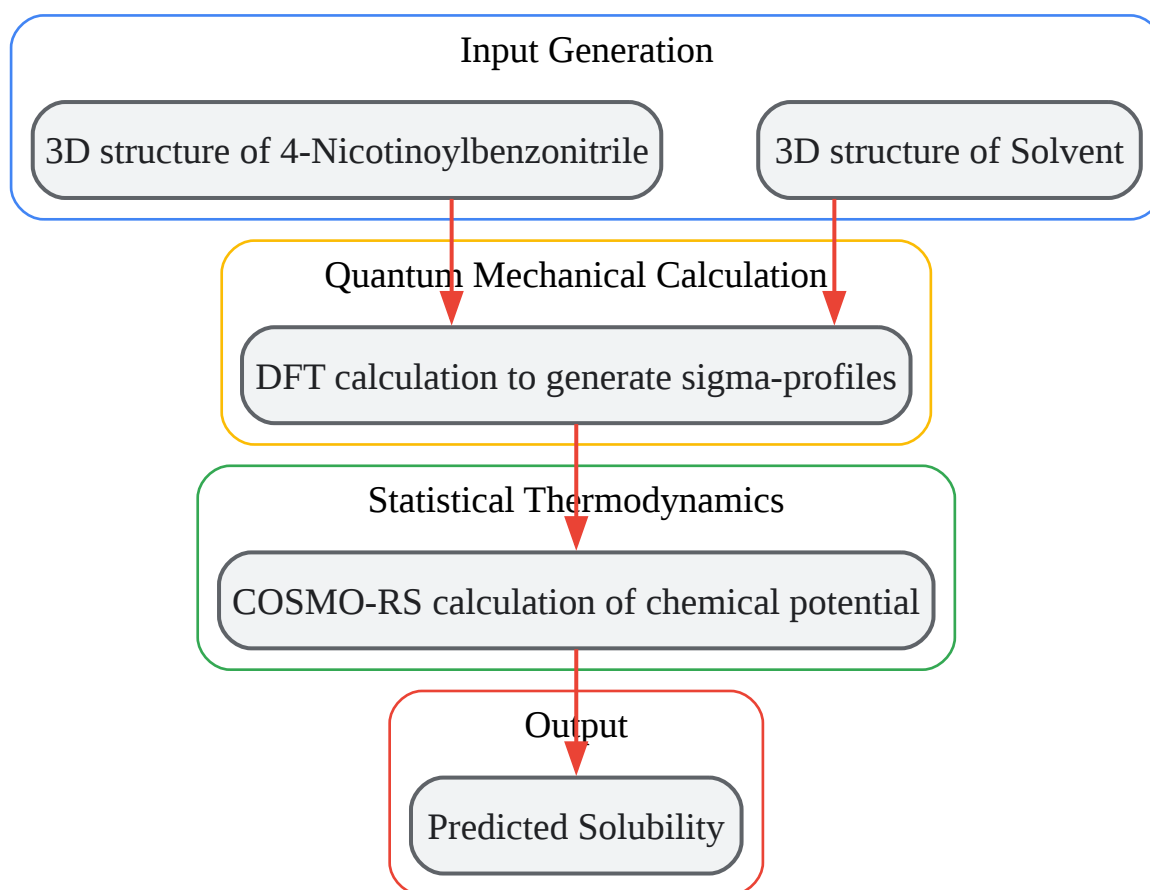 Input Generation
3D structure of 4-Nicotinoylbenzonitrile
3D structure of Solvent
Quantum Mechanical Calculation
DFT calculation to generate sigma-profiles
Statistical Thermodynamics
COSMO-RS calculation of chemical potential
Output
Predicted Solubility